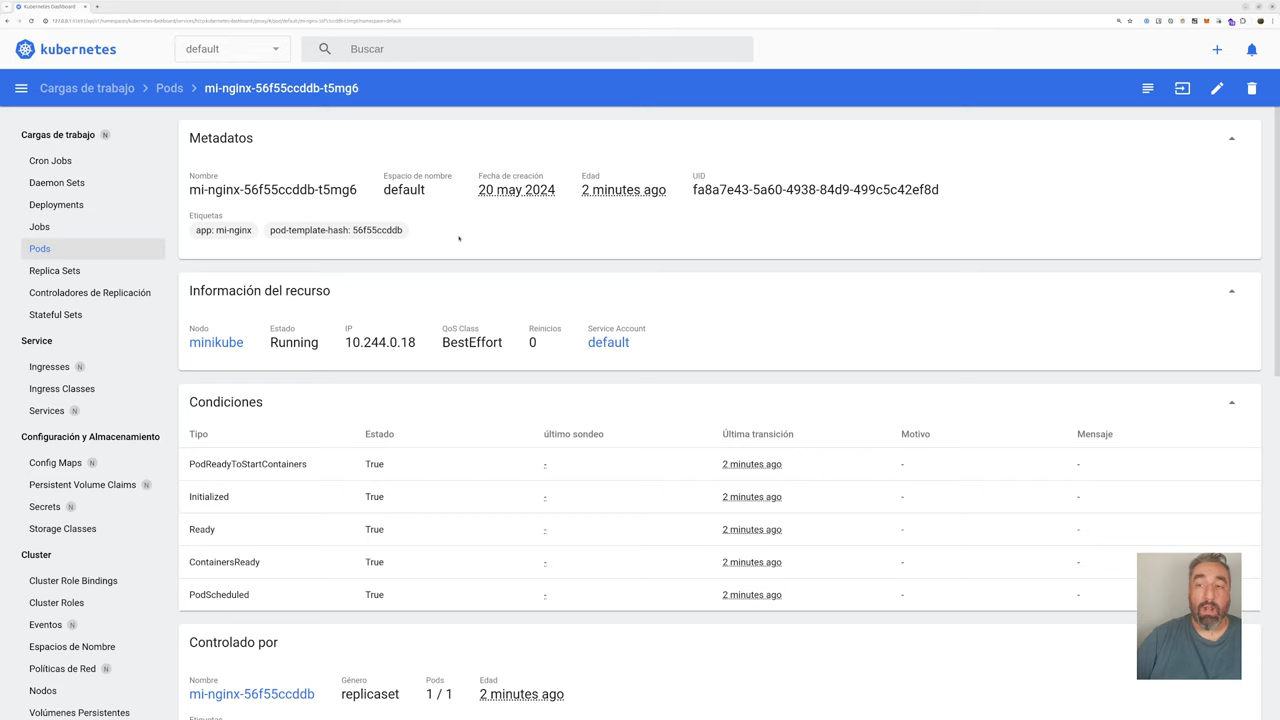 Kubernetes Dashboard
kubernetes
default
Buscar
Cargas de trabajo
Pods
mi-nginx-56f55ccddb-t5mg6
Cargas de trabajo N
Cron Jobs
Daemon Sets
Deployments
Jobs
Pods
Replica Sets
Controladores de Replicación
Stateful Sets
Service
Ingresses N
Ingress Classes
Services N
Configuración y Almacenamiento
Config Maps N
Persistent Volume Claims N
Secrets N
Storage Classes
Cluster
Cluster Role Bindings
Cluster Roles
Eventos N
Espacios de Nombre
Políticas de Red N
Nodos
Volúmenes Persistentes
Metadatos
Nombre Espacio de nombre Fecha de creación Edad UID
mi-nginx-56f55ccddb-t5mg6 default 20 may 2024 2 minutes ago fa8a7e43-5a60-4938-84d9-499c5c42ef8d
Etiquetas
app: mi-nginx pod-template-hash: 56f55ccddb
Información del recurso
Nodo Estado IP QoS Class Reinicios Service Account
minikube Running 10.244.0.18 BestEffort 0 default
Condiciones
Tipo Estado último sondeo Última transición Motivo Mensaje
PodReadyToStartContainers True - 2 minutes ago - -
Initialized True - 2 minutes ago - -
Ready True - 2 minutes ago - -
ContainersReady True - 2 minutes ago - -
PodScheduled True - 2 minutes ago - -
Controlado por
Nombre Género Pods Edad
mi-nginx-56f55ccddb replicaset 1 / 1 2 minutes ago